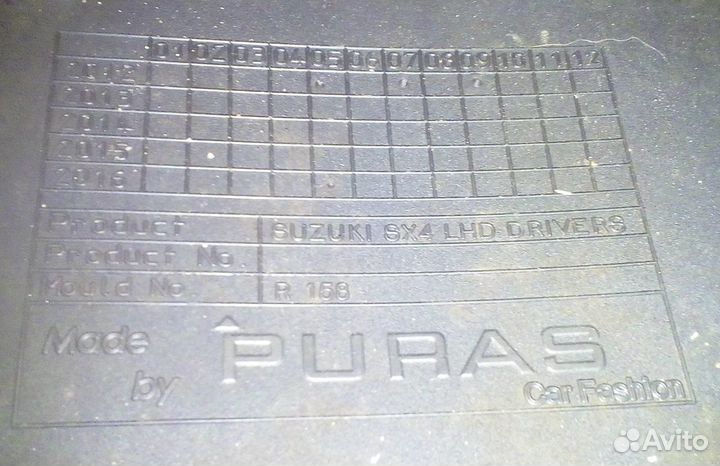 01 02 03 04 05 06 07 08 09 10 11 12
2012
2013
2014
2015
2016
Product SUZUKI SX4 LHD DRIVERS
Product No.
Mould No. R 158
Made by PURAS
Car Fashion
Avito